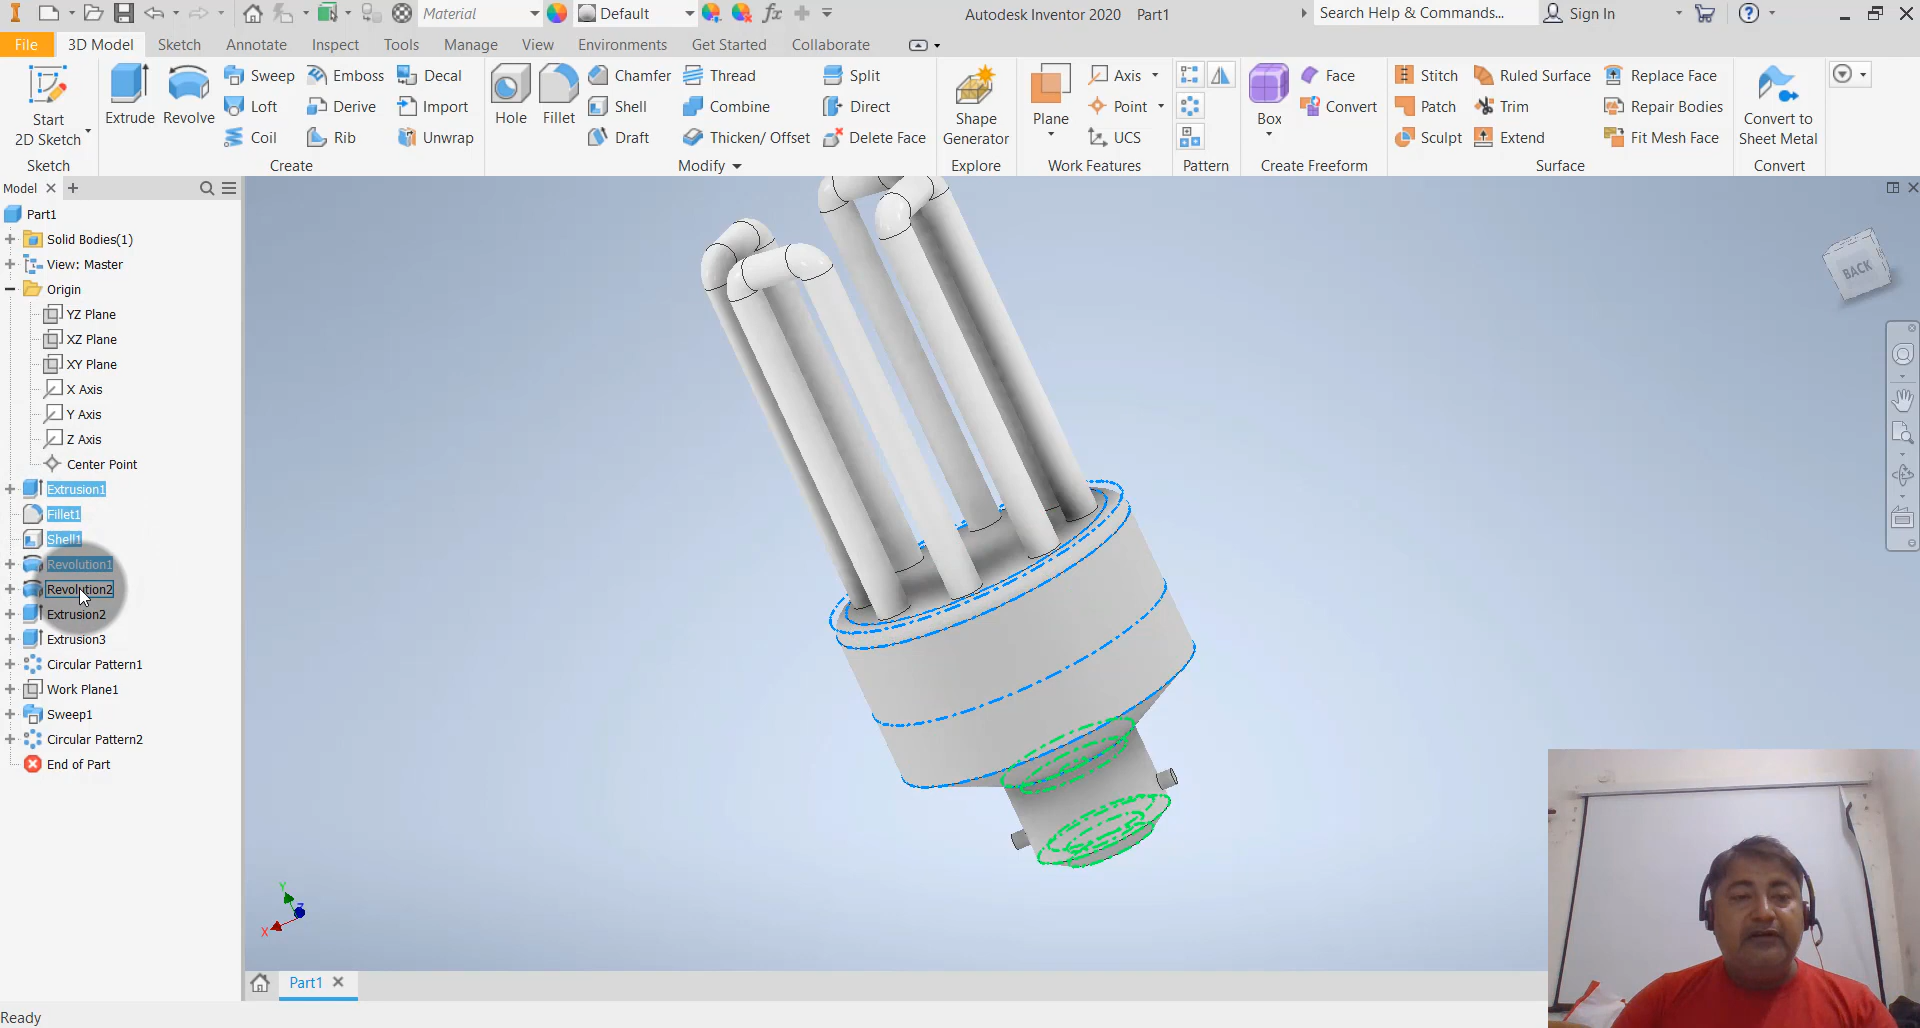 Material
Default
Autodesk Inventor 2020 Part1
Search Help & Commands...
Sign In
File
3D Model
Sketch
Annotate
Inspect
Tools
Manage
View
Environments
Get Started
Collaborate
Start
2D Sketch
Extrude
Revolve
Sweep
Emboss
Decal
Loft
Derive
Import
Coil
Rib
Unwrap
Hole
Fillet
Chamfer
Thread
Split
Shell
Combine
Direct
Draft
Thicken/ Offset
Delete Face
Shape
Generator
Plane
Axis
Point
UCS
Box
Face
Convert
Stitch
Ruled Surface
Replace Face
Patch
Trim
Repair Bodies
Sculpt
Extend
Fit Mesh Face
Convert to
Sheet Metal
Sketch
Create
Modify
Explore
Work Features
Pattern
Create Freeform
Surface
Convert
Model
Part1
Solid Bodies(1)
View: Master
Origin
YZ Plane
XZ Plane
XY Plane
X Axis
Y Axis
Z Axis
Center Point
Extrusion1
Fillet1
Shell1
Revolution1
Revolution2
Extrusion2
Extrusion3
Circular Pattern1
Work Plane1
Sweep1
Circular Pattern2
End of Part
BACK
Y
Z
X
Part1
Ready